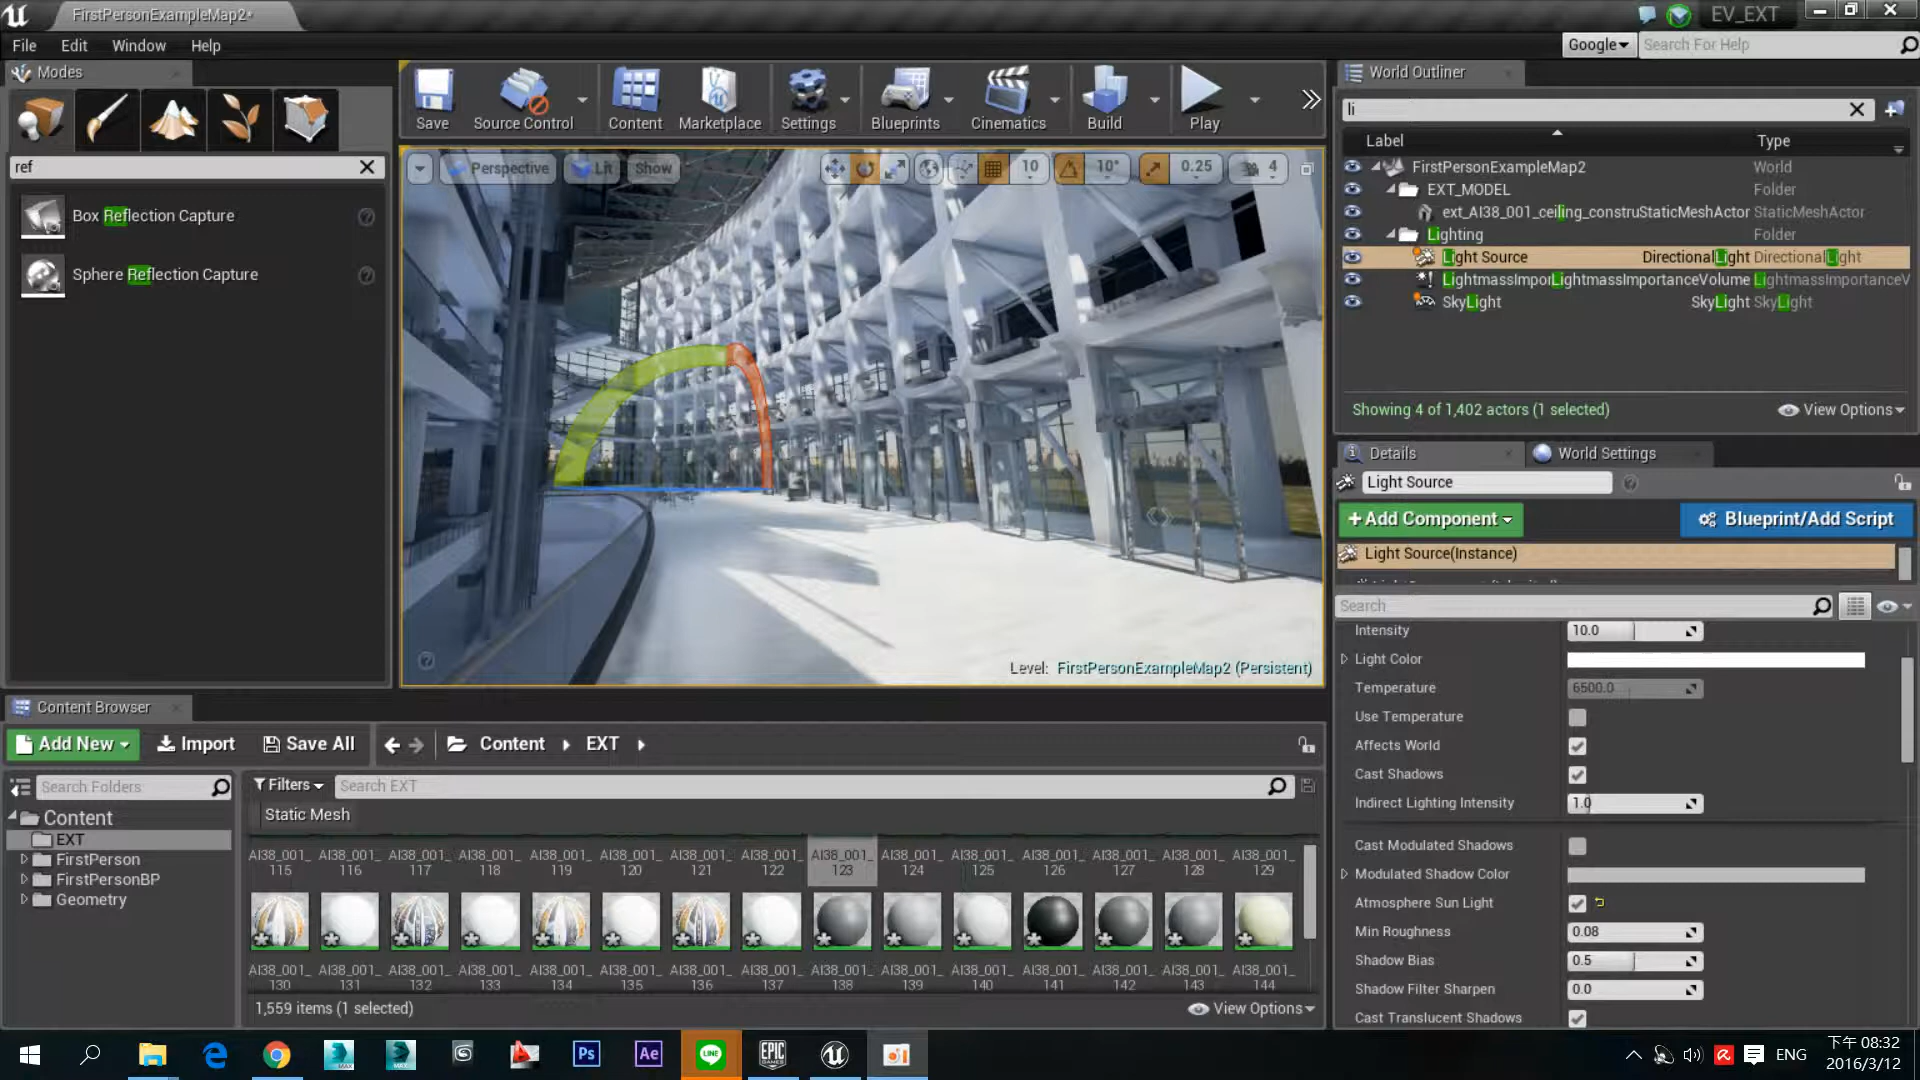 FirstPersonExampleMap2*
EV_EXT
File Edit Window Help
Google
Search For Help
Modes
ref
Box Reflection Capture
Sphere Reflection Capture
Save
Source Control
Content
Marketplace
Settings
Blueprints
Cinematics
Build
Play
Perspective
Lit
Show
10
10°
0.25
4
Level: FirstPersonExampleMap2 (Persistent)
World Outliner
li
Label Type
FirstPersonExampleMap2 World
EXT_MODEL Folder
ext_AI38_001_ceiling_construStaticMeshActor StaticMeshActor
Lighting Folder
Light Source DirectionalLight DirectionalLight
LightmassImporLightmassImportanceVolume LightmassImportanceV
SkyLight SkyLight SkyLight
Showing 4 of 1,402 actors (1 selected)
View Options
Details
World Settings
Light Source
+Add Component
Blueprint/Add Script
Light Source(Instance)
Search
Intensity 10.0
Light Color
Temperature 6500.0
Use Temperature
Affects World
Cast Shadows
Indirect Lighting Intensity 1.0
Cast Modulated Shadows
Modulated Shadow Color
Atmosphere Sun Light
Min Roughness 0.08
Shadow Bias 0.5
Shadow Filter Sharpen 0.0
Cast Translucent Shadows
Content Browser
Add New
Import
Save All
Content
EXT
Search Folders
Filters
Search EXT
Static Mesh
Content
EXT
FirstPerson
FirstPersonBP
Geometry
AI38_001_ AI38_001_ AI38_001_ AI38_001_ AI38_001_ AI38_001_ AI38_001_ AI38_001_ AI38_001_ AI38_001_ AI38_001_ AI38_001_ AI38_001_ AI38_001_ AI38_001_
115 116 117 118 119 120 121 122 123 124 125 126 127 128 129
AI38_001_ AI38_001_ AI38_001_ AI38_001_ AI38_001_ AI38_001_ AI38_001_ AI38_001_ AI38_001_ AI38_001_ AI38_001_ AI38_001_ AI38_001_ AI38_001_ AI38_001_
130 131 132 133 134 135 136 137 138 139 140 141 142 143 144
1,559 items (1 selected)
View Options
Ps
Ae
LINE
EPIC
GAMES
ENG
下午 08:32
2016/3/12